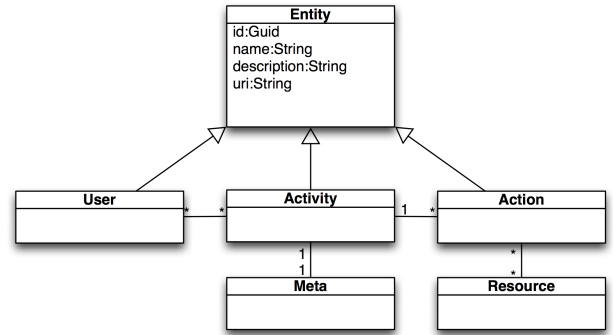 Entity
id:Guid
name:String
description:String
uri:String
User
Activity
Action
* *
1 *
1
1
*
*
Meta
Resource